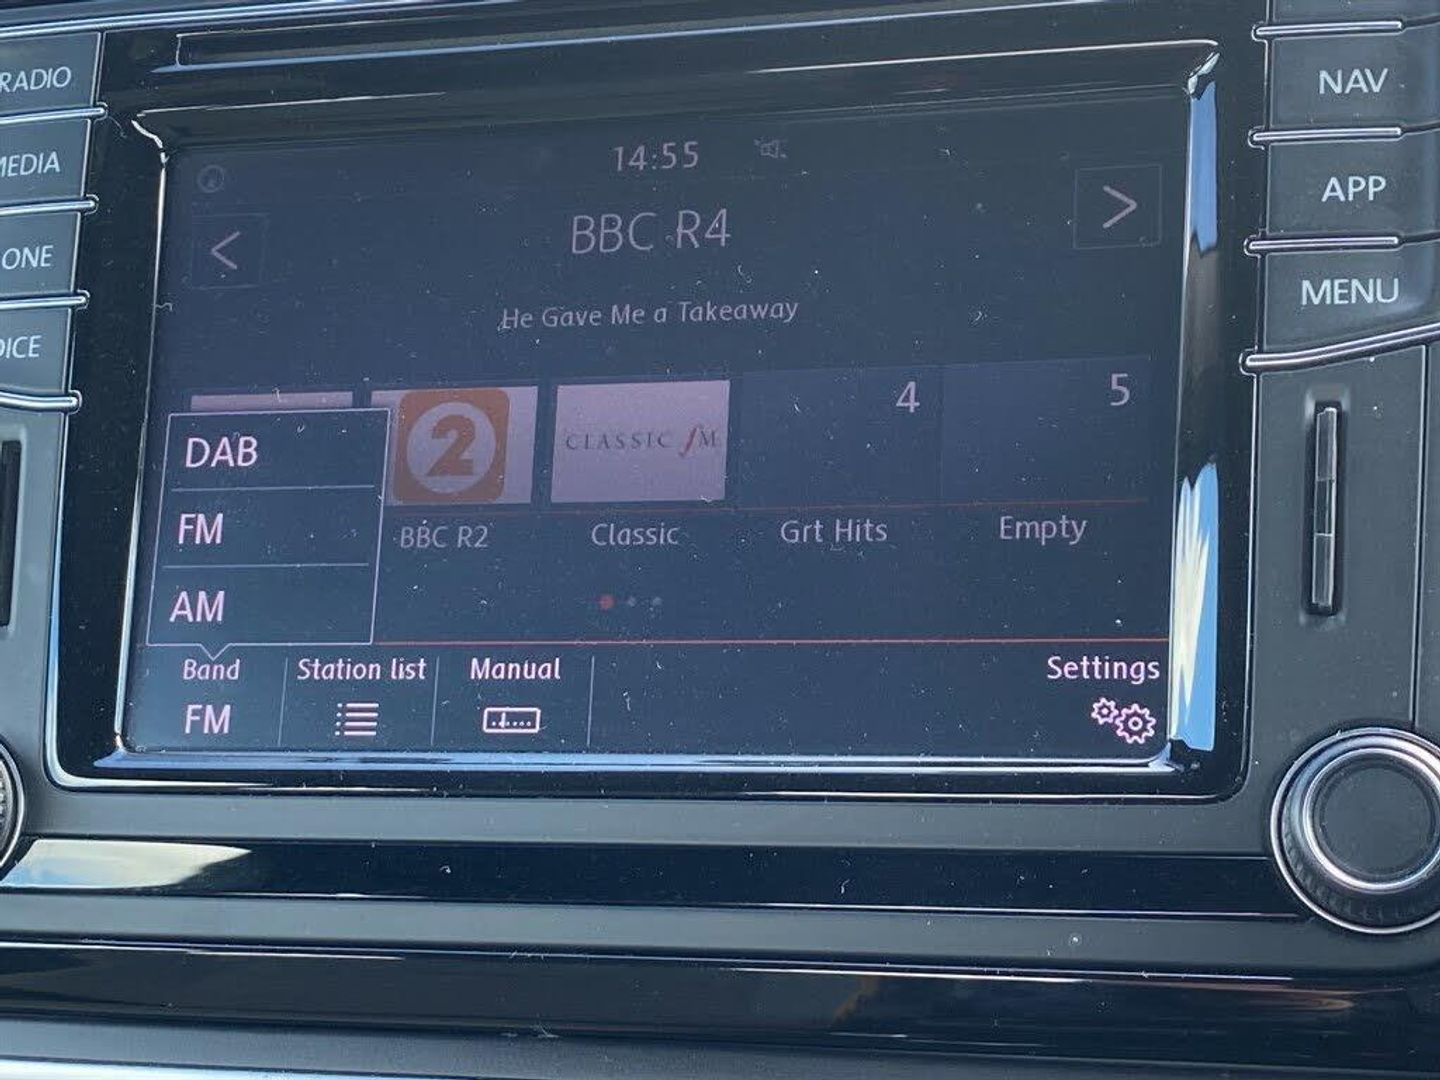 RADIO
MEDIA
ONE
OICE
NAV
APP
MENU
14:55
BBC R4
He Gave Me a Takeaway
2
CLASSIC fM
4
5
DAB
FM
AM
BBC R2
Classic
Grt Hits
Empty
Band
Station list
Manual
Settings
FM